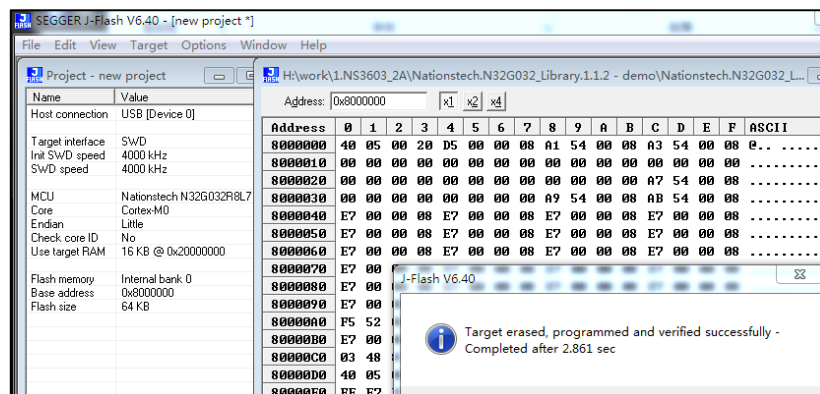 SEGGER J-Flash V6.40 - [new project *]
File Edit View Target Options Window Help
Project - new project
Name Value
Host connection USB [Device 0]
Target interface SWD
Init SWD speed 4000 kHz
SWD speed 4000 kHz
MCU Nationstech N32G032R8L7
Core Cortex-M0
Endian Little
Check core ID No
Use target RAM 16 KB @ 0x20000000
Flash memory Internal bank 0
Base address 0x8000000
Flash size 64 KB
H:\work\1.NS3603_2A\Nationstech.N32G032_Library.1.1.2 - demo\Nationstech.N32G032_L...
Address: 0x8000000 x1 x2 x4
Address 0 1 2 3 4 5 6 7 8 9 A B C D E F ASCII
8000000 40 05 00 20 D5 00 00 08 A1 54 00 08 A3 54 00 08 @.. .....
8000010 00 00 00 00 00 00 00 00 00 00 00 00 00 00 00 00 ........
8000020 00 00 00 00 00 00 00 00 00 00 00 00 A7 54 00 08 ........
8000030 00 00 00 00 00 00 00 00 A9 54 00 08 AB 54 00 08 ........
8000040 E7 00 00 08 E7 00 00 08 E7 00 00 08 E7 00 00 08 ........
8000050 E7 00 00 08 E7 00 00 08 E7 00 00 08 E7 00 00 08 ........
8000060 E7 00 00 08 E7 00 00 08 E7 00 00 08 E7 00 00 08 ........
8000070 E7 00
8000080 E7 00
8000090 E7 00
80000A0 F5 52
80000B0 E7 00
80000C0 03 48
80000D0 40 05
80000E0 FE E7
J-Flash V6.40
Target erased, programmed and verified successfully -
Completed after 2.861 sec